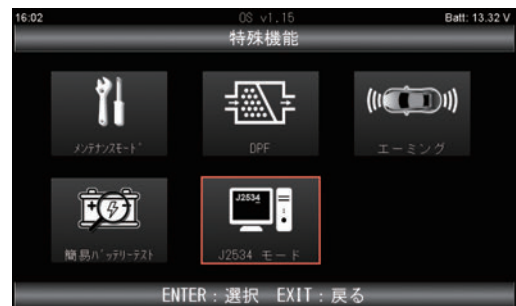 16:02 OS v1.15 Batt: 13.32 V
特殊機能
メンテナンスモード DPF エーミング
J2534
簡易バッテリーテスト J2534 モード
ENTER：選択 EXIT：戻る